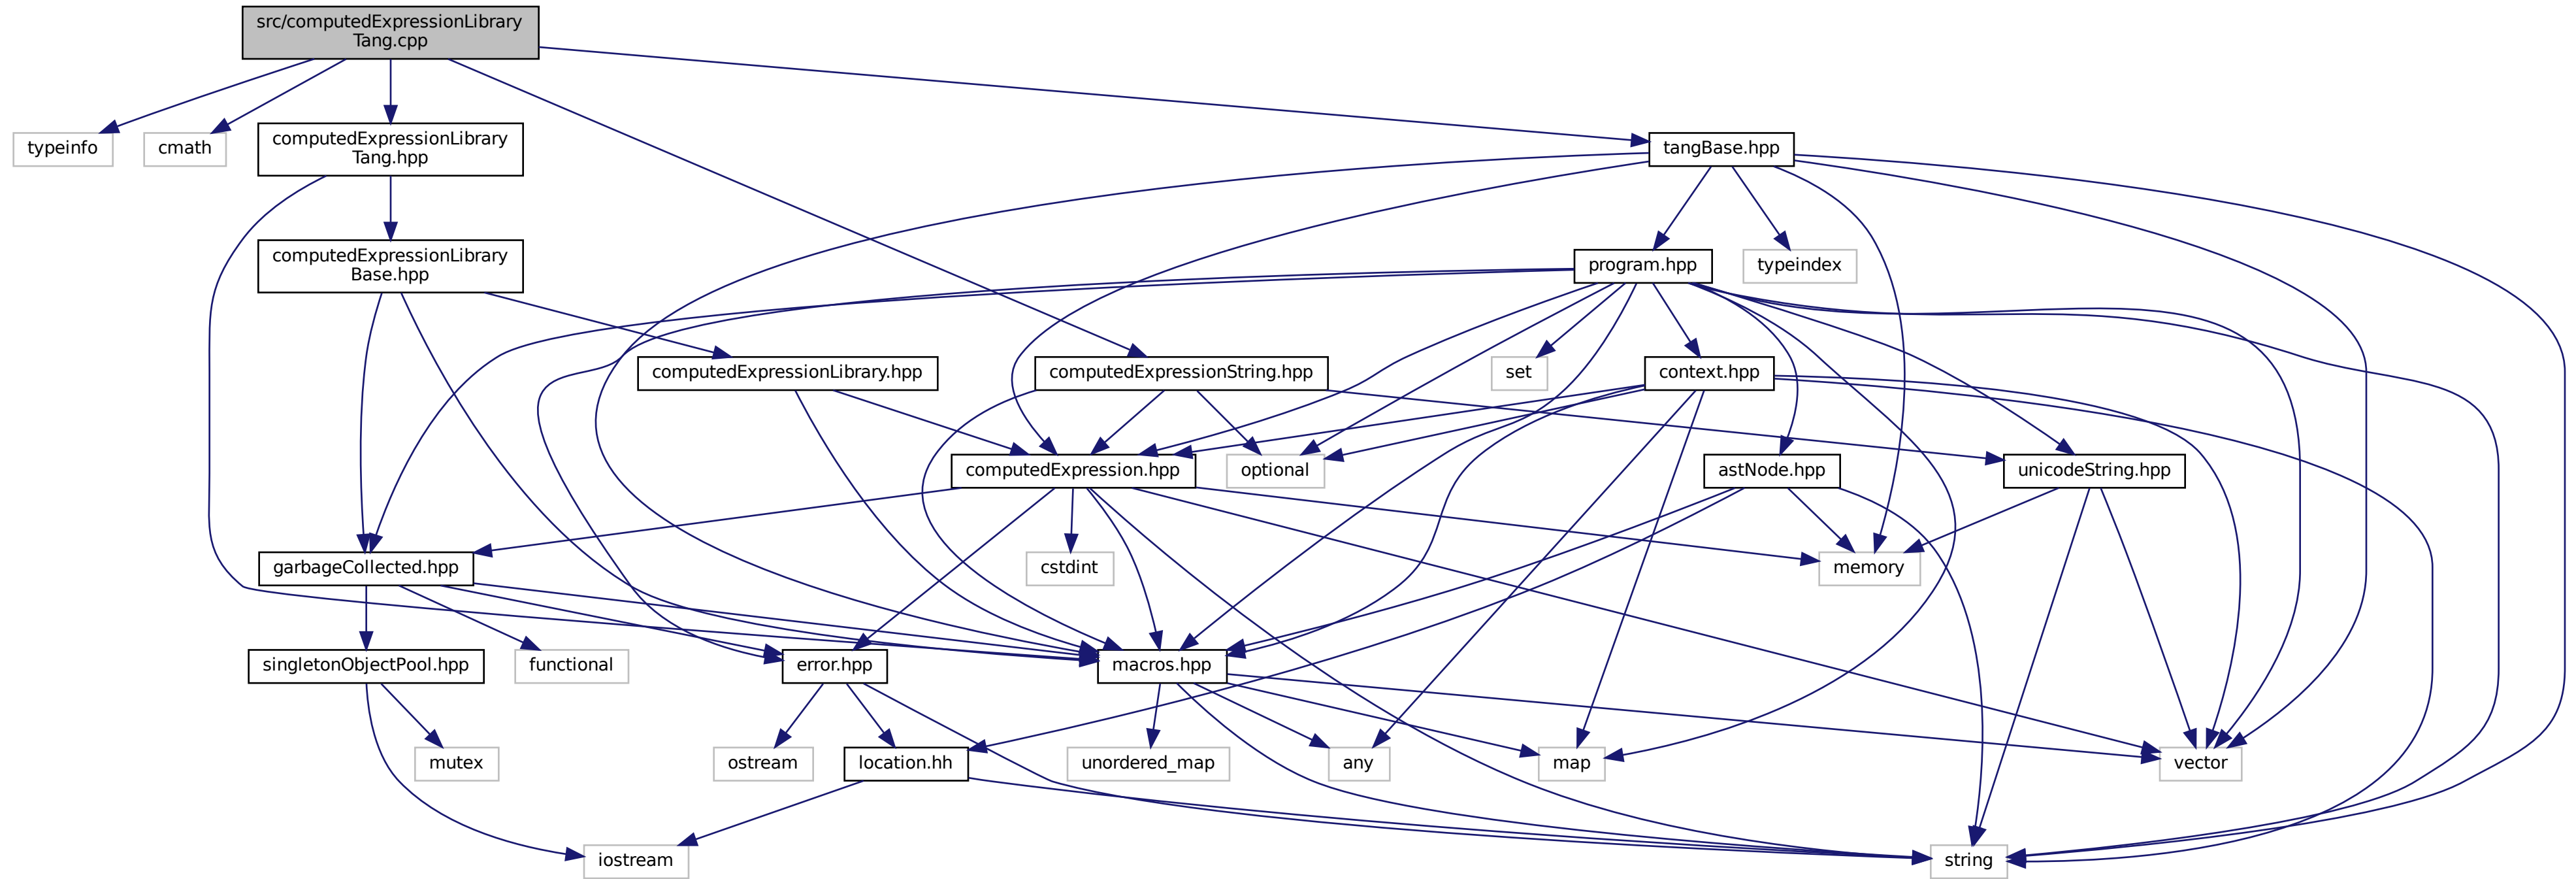 src/computedExpressionLibrary
Tang.cpp
typeinfo
cmath
computedExpressionLibrary
Tang.hpp
tangBase.hpp
computedExpressionLibrary
Base.hpp
program.hpp
typeindex
computedExpressionLibrary.hpp
computedExpressionString.hpp
set
context.hpp
computedExpression.hpp
optional
astNode.hpp
unicodeString.hpp
garbageCollected.hpp
cstdint
memory
singletonObjectPool.hpp
functional
error.hpp
macros.hpp
mutex
ostream
location.hh
unordered_map
any
map
vector
iostream
string